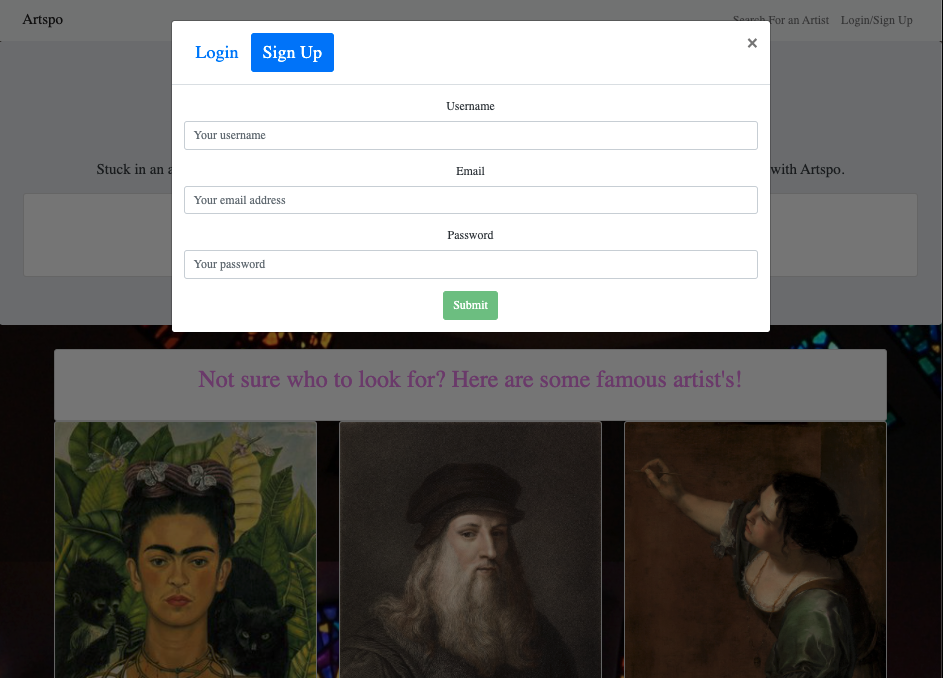 Artspo
Search For an Artist Login/Sign Up
Login Sign Up ×
Username
Your username
Email
Your email address
Password
Your password
Submit
Stuck in an with Artspo.
Not sure who to look for? Here are some famous artist's!